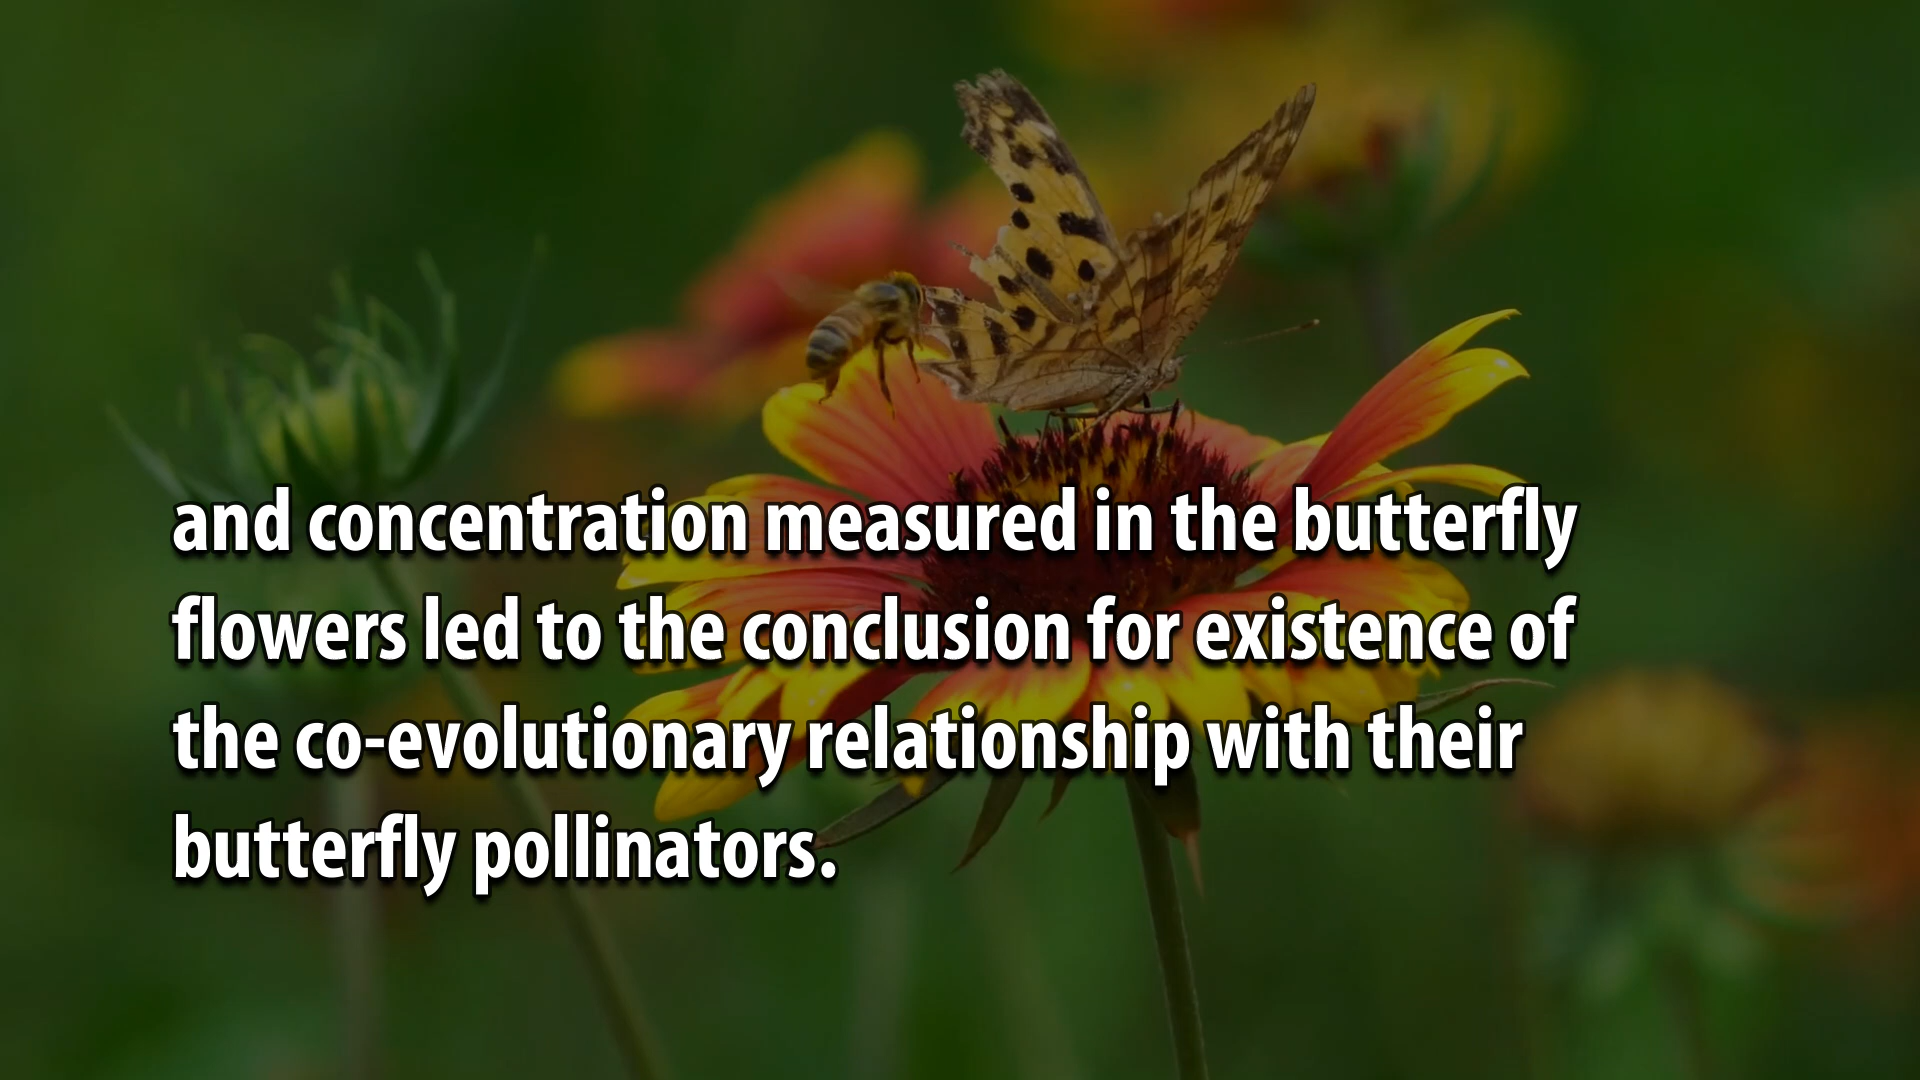 and concentration measured in the butterfly
flowers led to the conclusion for existence of
the co-evolutionary relationship with their
butterfly pollinators.